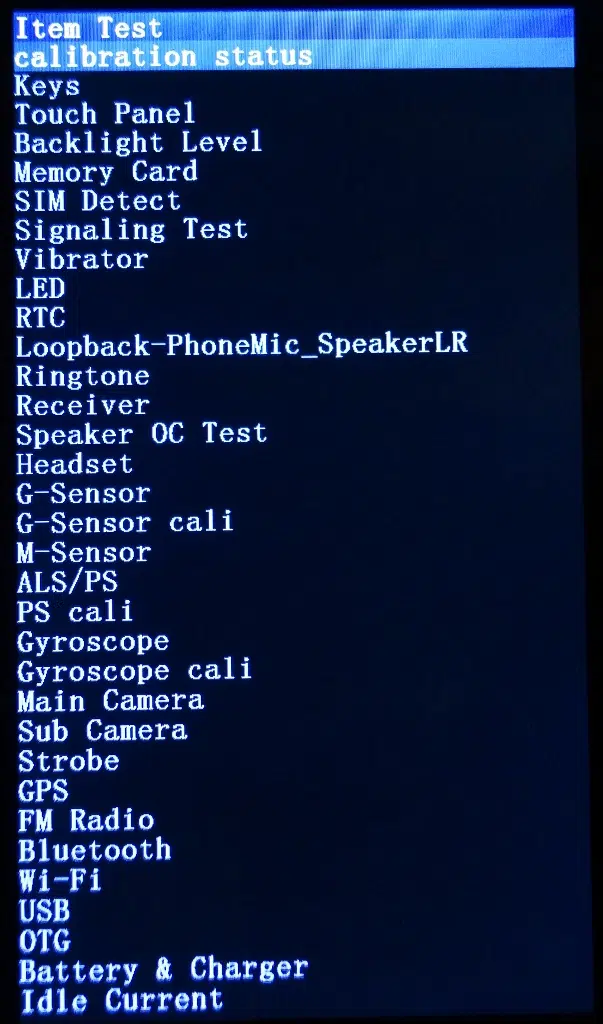 Item Test
calibration status
Keys
Touch Panel
Backlight Level
Memory Card
SIM Detect
Signaling Test
Vibrator
LED
RTC
Loopback-PhoneMic_SpeakerLR
Ringtone
Receiver
Speaker OC Test
Headset
G-Sensor
G-Sensor cali
M-Sensor
ALS/PS
PS cali
Gyroscope
Gyroscope cali
Main Camera
Sub Camera
Strobe
GPS
FM Radio
Bluetooth
Wi-Fi
USB
OTG
Battery & Charger
Idle Current